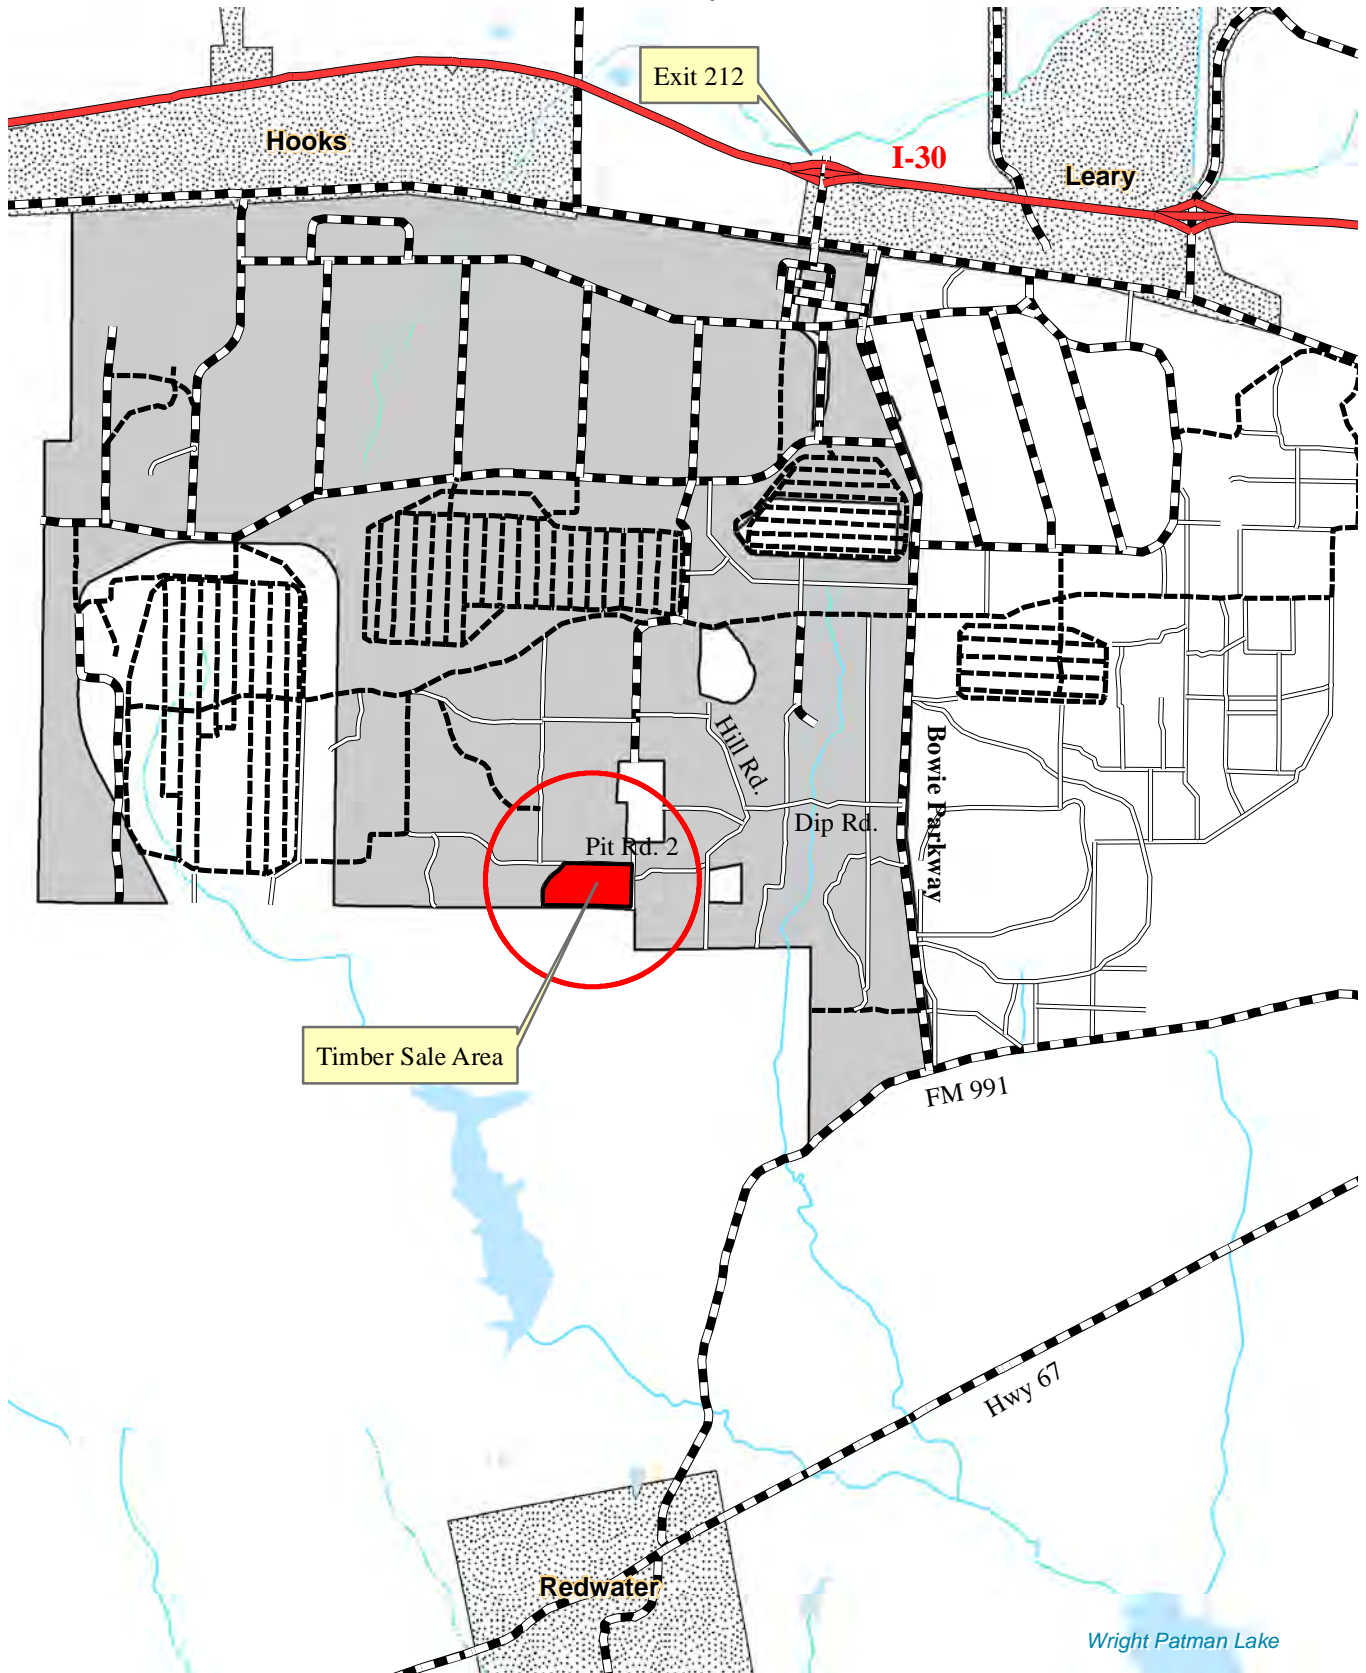 Exit 212
Hooks
I-30
Leary
Hill Rd.
Bowie Parkway
Dip Rd.
Pit Rd. 2
Timber Sale Area
FM 991
Hwy 67
Redwater
Wright Patman Lake